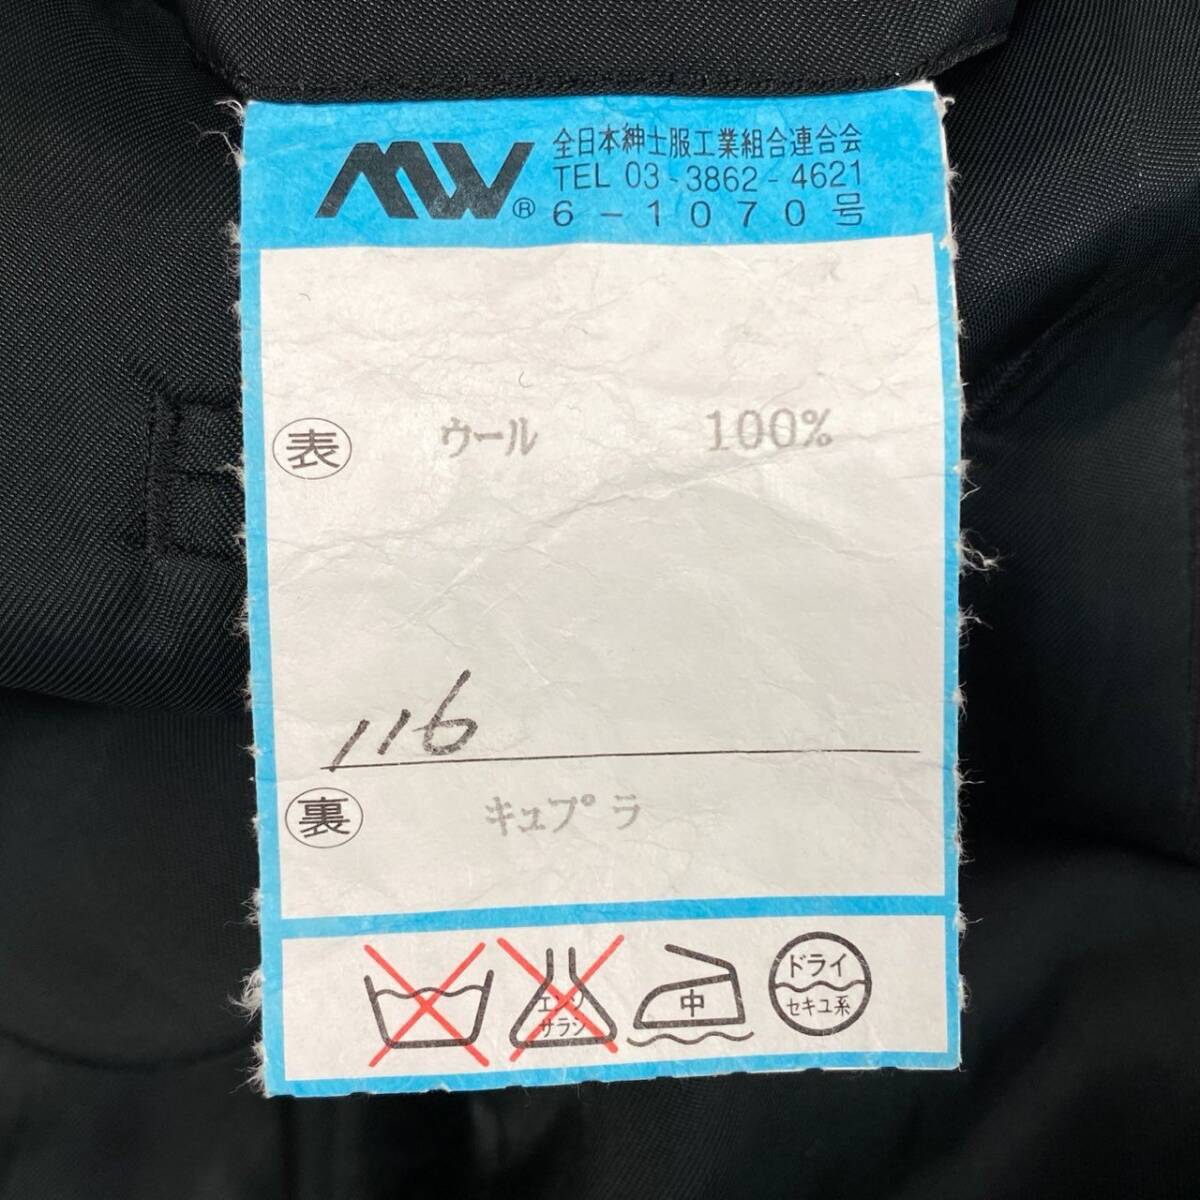 MW® 全日本紳士服工業組合連合会
TEL 03-3862-4621
6-1070号
表 ウール 100%
116
裏 キュプラ
エンソ サラシ
中
ドライ
セキユ系